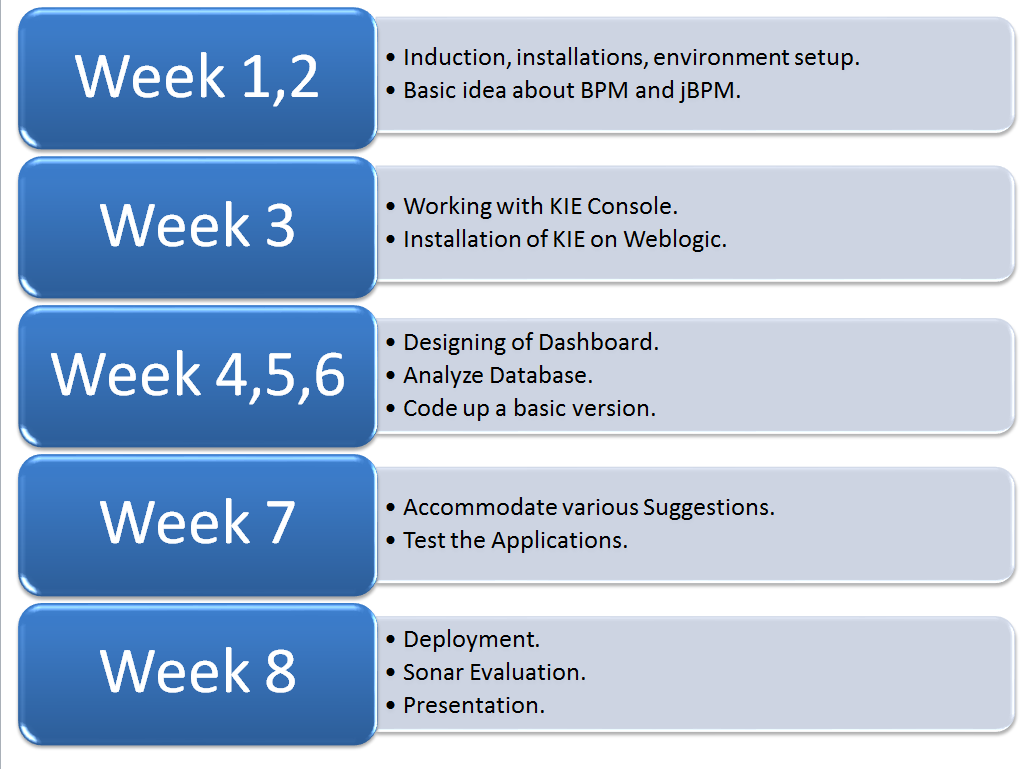 Week 1,2
• Induction, installations, environment setup.
• Basic idea about BPM and jBPM.
Week 3
• Working with KIE Console.
• Installation of KIE on Weblogic.
Week 4,5,6
• Designing of Dashboard.
• Analyze Database.
• Code up a basic version.
Week 7
• Accommodate various Suggestions.
• Test the Applications.
Week 8
• Deployment.
• Sonar Evaluation.
• Presentation.